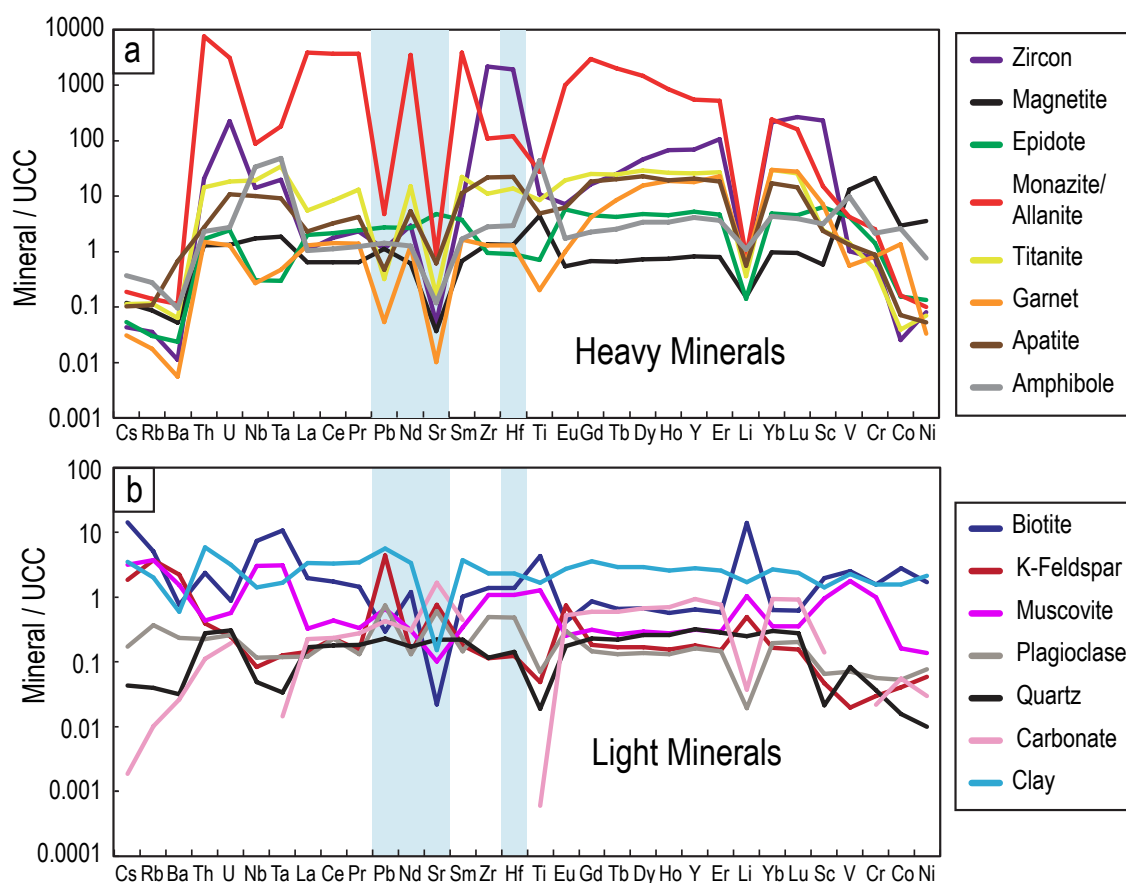 a
10000
1000
100
10
1
0.1
0.01
0.001
Mineral / UCC
Heavy Minerals
Cs Rb Ba Th U Nb Ta La Ce Pr Pb Nd Sr Sm Zr Hf Ti Eu Gd Tb Dy Ho Y Er Li Yb Lu Sc V Cr Co Ni
Zircon
Magnetite
Epidote
Monazite/
Allanite
Titanite
Garnet
Apatite
Amphibole
b
100
10
1
0.1
0.01
0.001
0.0001
Mineral / UCC
Light Minerals
Cs Rb Ba Th U Nb Ta La Ce Pr Pb Nd Sr Sm Zr Hf Ti Eu Gd Tb Dy Ho Y Er Li Yb Lu Sc V Cr Co Ni
Biotite
K-Feldspar
Muscovite
Plagioclase
Quartz
Carbonate
Clay